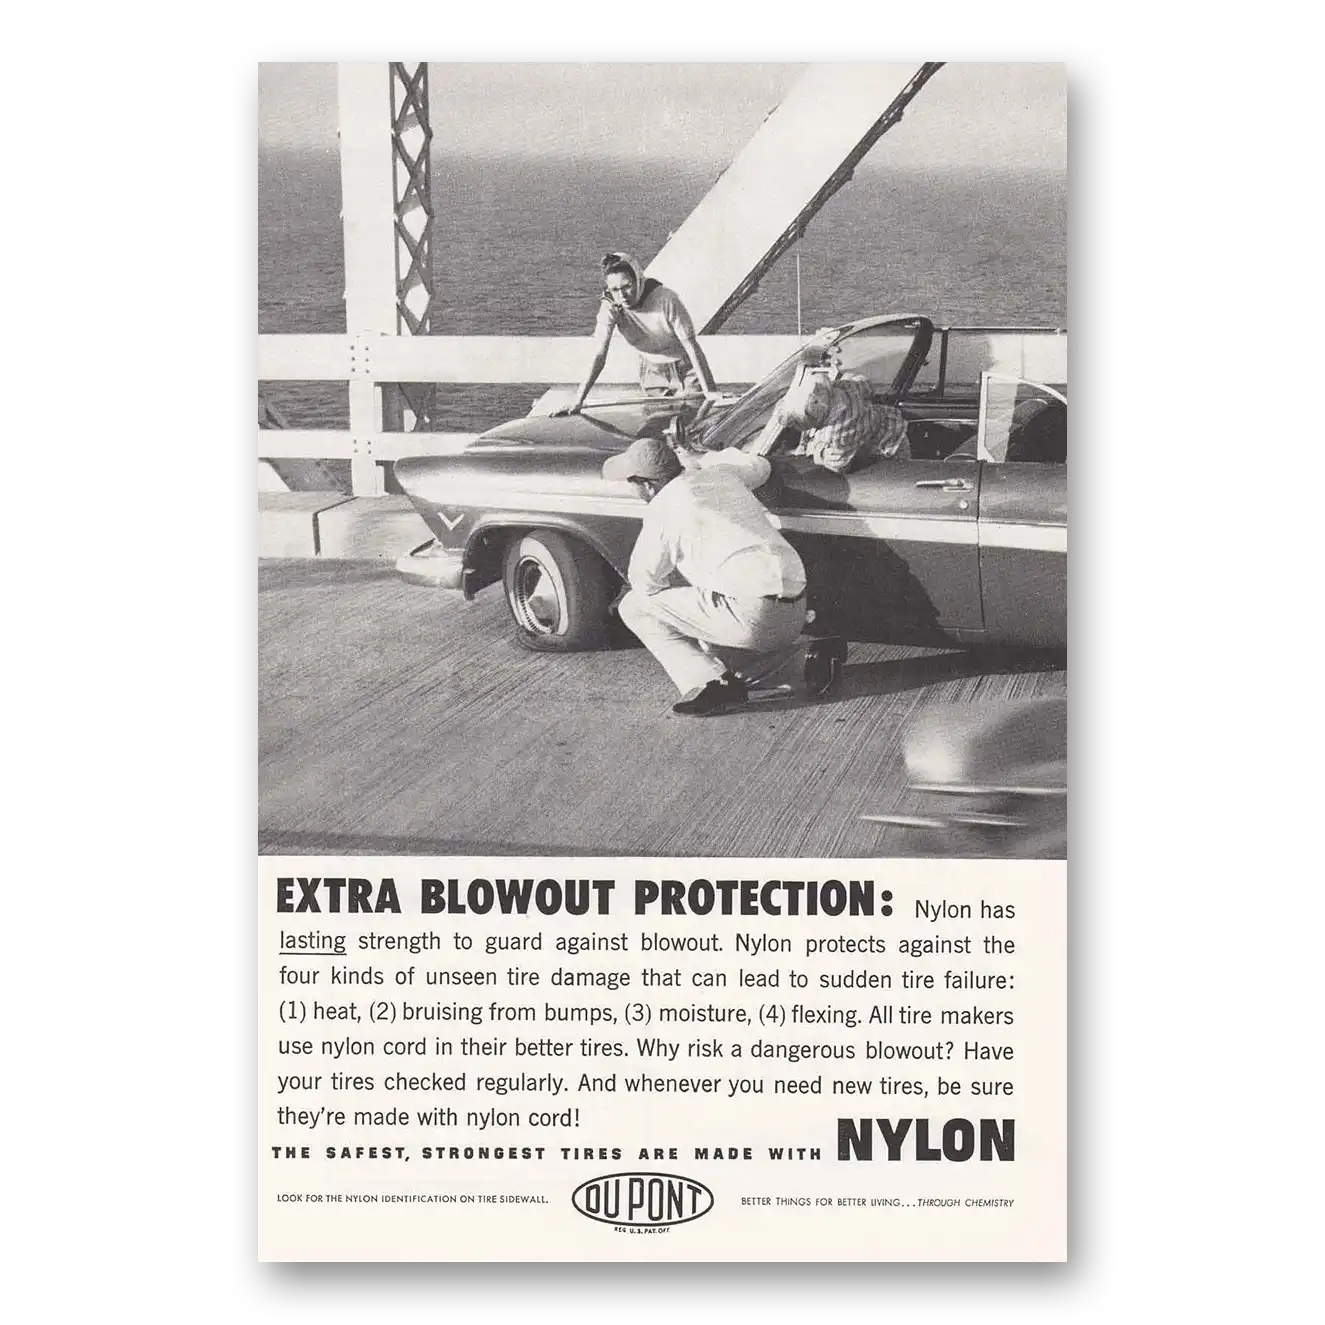 EXTRA BLOWOUT PROTECTION: Nylon has
lasting strength to guard against blowout. Nylon protects against the
four kinds of unseen tire damage that can lead to sudden tire failure:
(1) heat, (2) bruising from bumps, (3) moisture, (4) flexing. All tire makers
use nylon cord in their better tires. Why risk a dangerous blowout? Have
your tires checked regularly. And whenever you need new tires, be sure
they're made with nylon cord!
THE SAFEST, STRONGEST TIRES ARE MADE WITH NYLON
LOOK FOR THE NYLON IDENTIFICATION ON TIRE SIDEWALL.
DU PONT
REG. U.S. PAT. OFF.
BETTER THINGS FOR BETTER LIVING...THROUGH CHEMISTRY